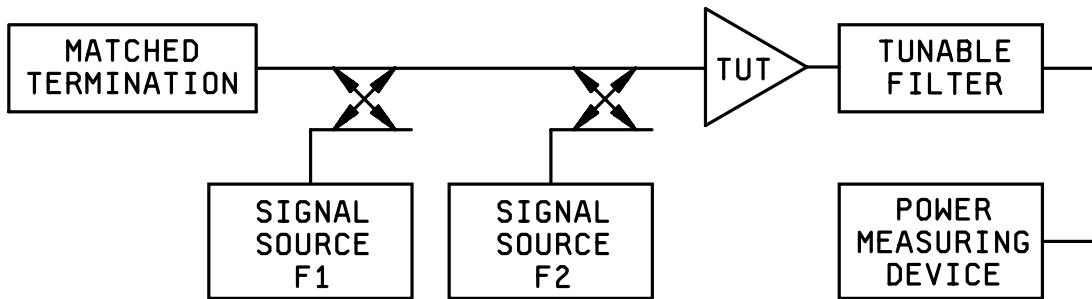 MATCHED
TERMINATION
TUT
TUNABLE
FILTER
SIGNAL
SOURCE
F1
SIGNAL
SOURCE
F2
POWER
MEASURING
DEVICE